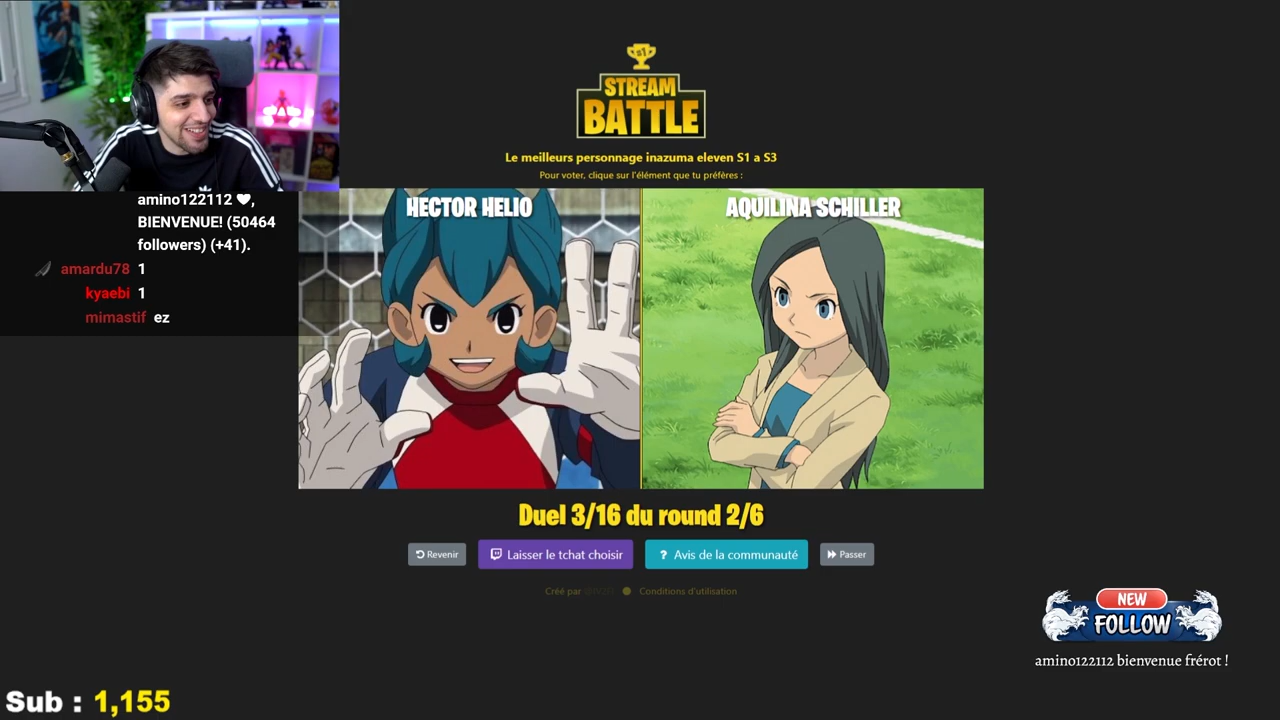 STREAM
BATTLE
Le meilleurs personnage inazuma eleven S1 a S3
Pour voter, clique sur l'élément que tu préfères :
HECTOR HELIO
AQUILINA SCHILLER
amino122112 ♥,
BIENVENUE! (50464
followers) (+41).
amardu78 1
kyaebi 1
mimastif ez
Duel 3/16 du round 2/6
Revenir
Laisser le tchat choisir
? Avis de la communauté
Passer
Créé par
Conditions d'utilisation
NEW
FOLLOW
amino122112 bienvenue frérot !
Sub : 1,155